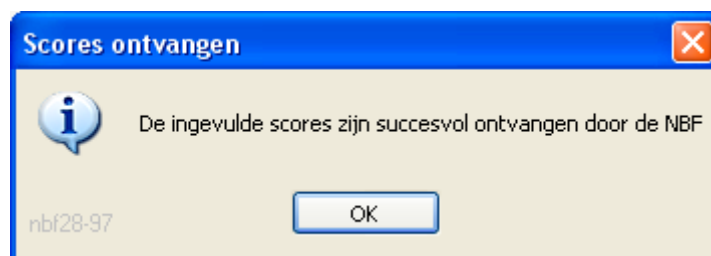 Scores ontvangen
De ingevulde scores zijn succesvol ontvangen door de NBF
OK
nbf28-97